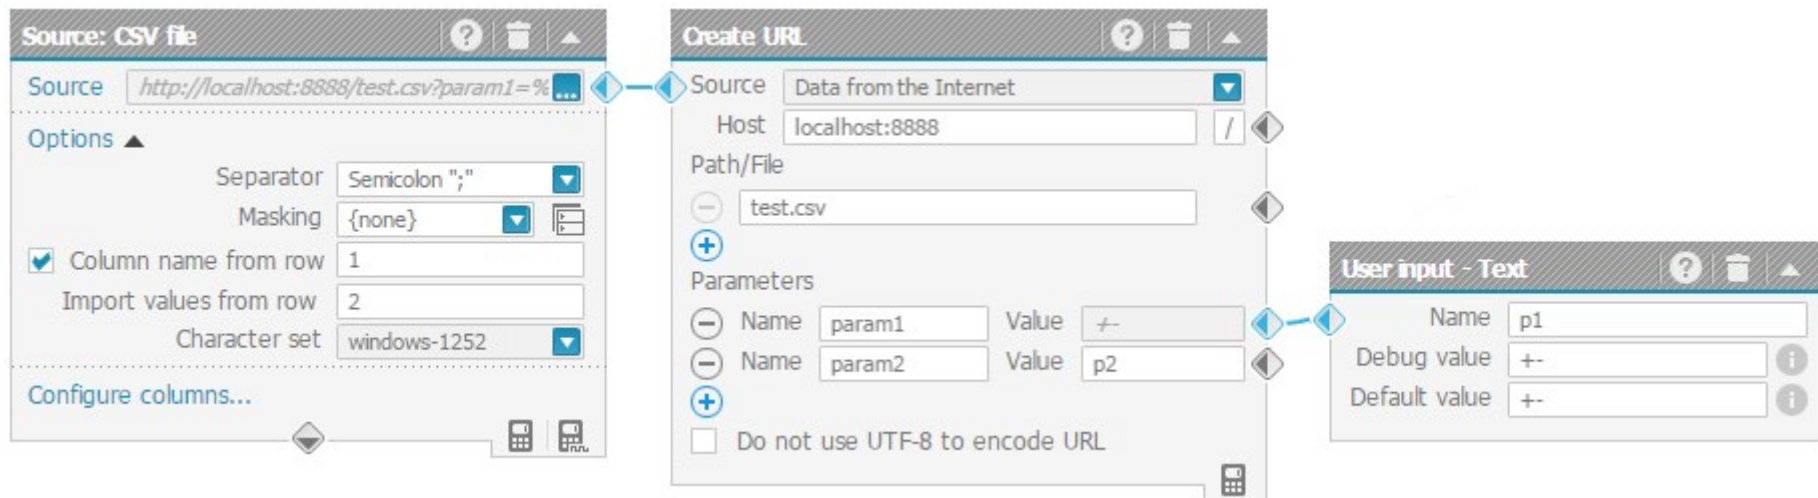 Source: CSV file
Source http://localhost:8888/test.csv?param1=% ...
Options
Separator Semicolon ";"
Masking {none}
Column name from row 1
Import values from row 2
Character set windows-1252
Configure columns...
Create URL
Source Data from the Internet
Host localhost:8888 /
Path/File
test.csv
Parameters
Name param1 Value +-
Name param2 Value p2
Do not use UTF-8 to encode URL
User input - Text
Name p1
Debug value +-
Default value +-